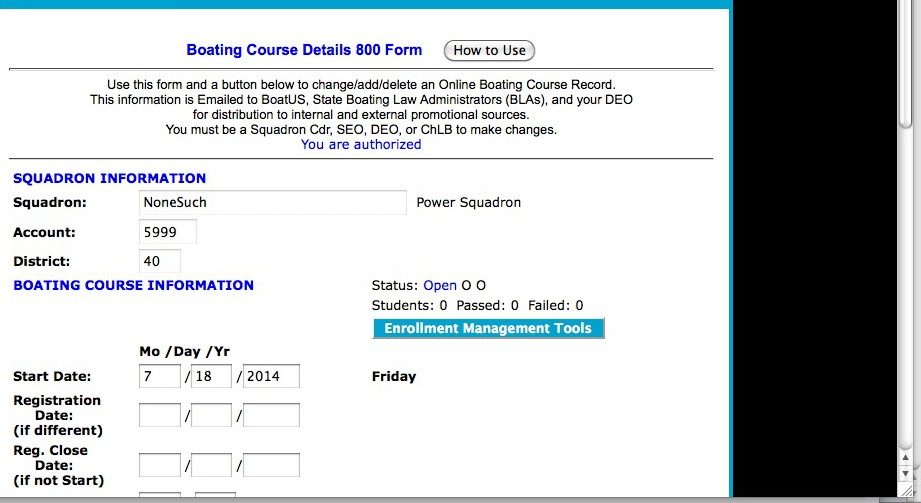 Boating Course Details 800 Form How to Use
Use this form and a button below to change/add/delete an Online Boating Course Record.
This information is Emailed to BoatUS, State Boating Law Administrators (BLAs), and your DEO
for distribution to internal and external promotional sources.
You must be a Squadron Cdr, SEO, DEO, or ChLB to make changes.
You are authorized
SQUADRON INFORMATION
Squadron: NoneSuch Power Squadron
Account: 5999
District: 40
BOATING COURSE INFORMATION Status: Open O O
Students: 0 Passed: 0 Failed: 0
Enrollment Management Tools
Mo /Day /Yr
Start Date: 7 / 18 / 2014 Friday
Registration
Date: / /
(if different)
Reg. Close
Date: / /
(if not Start)